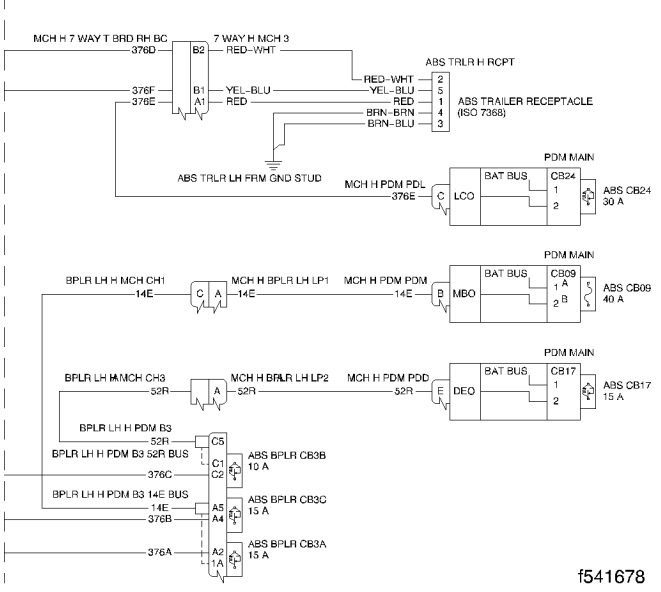 MCH H 7 WAY T BRD RH BC
7 WAY H MCH 3
376D
B2
RED-WHT
ABS TRLR H RCPT
RED-WHT
2
376F
B1
YEL-BLU
YEL-BLU
5
376E
A1
RED
RED
1
ABS TRAILER RECEPTACLE
(ISO 7368)
BRN-BRN
4
BRN-BLU
3
ABS TRLR LH FRM GND STUD
PDM MAIN
MCH H PDM PDL
376E
C
LCO
BAT BUS
CB24
1
2
ABS CB24
30 A
PDM MAIN
BPLR LH H MCH CH1
14E
C
A
MCH H BPLR LH LP1
14E
MCH H PDM PDM
14E
B
MBO
BAT BUS
CB09
1 A
2 B
ABS CB09
40 A
PDM MAIN
BPLR LH H MCH CH3
52R
A
MCH H BPLR LH LP2
52R
MCH H PDM PDD
52R
E
DEO
BAT BUS
CB17
1
2
ABS CB17
15 A
BPLR LH H PDM B3
52R
C5
BPLR LH H PDM B3 52R BUS
C1
376C
C2
ABS BPLR CB3B
10 A
BPLR LH H PDM B3 14E BUS
14E
A5
376B
A4
ABS BPLR CB3C
15 A
376A
A2
1A
ABS BPLR CB3A
15 A
f541678